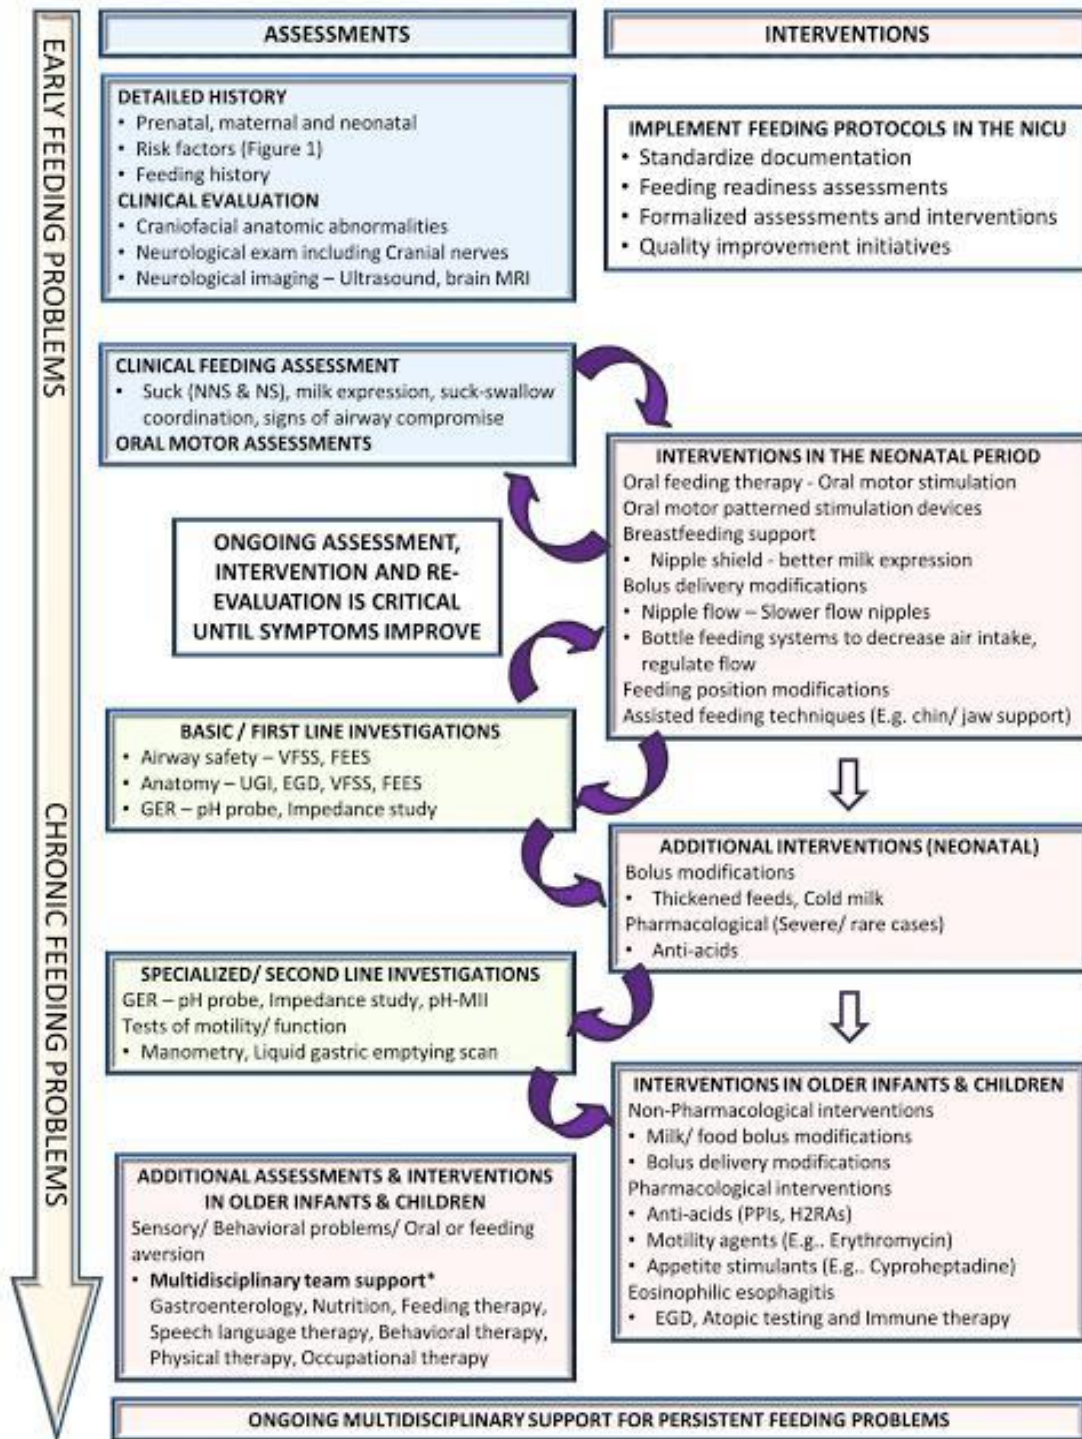 EARLY FEEDING PROBLEMS
CHRONIC FEEDING PROBLEMS
ASSESSMENTS
INTERVENTIONS
DETAILED HISTORY
• Prenatal, maternal and neonatal
• Risk factors (Figure 1)
• Feeding history
CLINICAL EVALUATION
• Craniofacial anatomic abnormalities
• Neurological exam including Cranial nerves
• Neurological imaging – Ultrasound, brain MRI
IMPLEMENT FEEDING PROTOCOLS IN THE NICU
• Standardize documentation
• Feeding readiness assessments
• Formalized assessments and interventions
• Quality improvement initiatives
CLINICAL FEEDING ASSESSMENT
• Suck (NNS & NS), milk expression, suck-swallow
coordination, signs of airway compromise
ORAL MOTOR ASSESSMENTS
INTERVENTIONS IN THE NEONATAL PERIOD
Oral feeding therapy - Oral motor stimulation
Oral motor patterned stimulation devices
Breastfeeding support
• Nipple shield - better milk expression
Bolus delivery modifications
• Nipple flow – Slower flow nipples
• Bottle feeding systems to decrease air intake,
regulate flow
Feeding position modifications
Assisted feeding techniques (E.g. chin/ jaw support)
ONGOING ASSESSMENT,
INTERVENTION AND RE-
EVALUATION IS CRITICAL
UNTIL SYMPTOMS IMPROVE
BASIC / FIRST LINE INVESTIGATIONS
• Airway safety – VFSS, FEES
• Anatomy – UGI, EGD, VFSS, FEES
• GER – pH probe, Impedance study
ADDITIONAL INTERVENTIONS (NEONATAL)
Bolus modifications
• Thickened feeds, Cold milk
Pharmacological (Severe/ rare cases)
• Anti-acids
SPECIALIZED/ SECOND LINE INVESTIGATIONS
GER – pH probe, Impedance study, pH-MII
Tests of motility/ function
• Manometry, Liquid gastric emptying scan
INTERVENTIONS IN OLDER INFANTS & CHILDREN
Non-Pharmacological interventions
• Milk/ food bolus modifications
• Bolus delivery modifications
Pharmacological interventions
• Anti-acids (PPIs, H2RAs)
• Motility agents (E.g.. Erythromycin)
• Appetite stimulants (E.g.. Cyproheptadine)
Eosinophilic esophagitis
• EGD, Atopic testing and Immune therapy
ADDITIONAL ASSESSMENTS & INTERVENTIONS
IN OLDER INFANTS & CHILDREN
Sensory/ Behavioral problems/ Oral or feeding
aversion
• Multidisciplinary team support*
Gastroenterology, Nutrition, Feeding therapy,
Speech language therapy, Behavioral therapy,
Physical therapy, Occupational therapy
ONGOING MULTIDISCIPLINARY SUPPORT FOR PERSISTENT FEEDING PROBLEMS